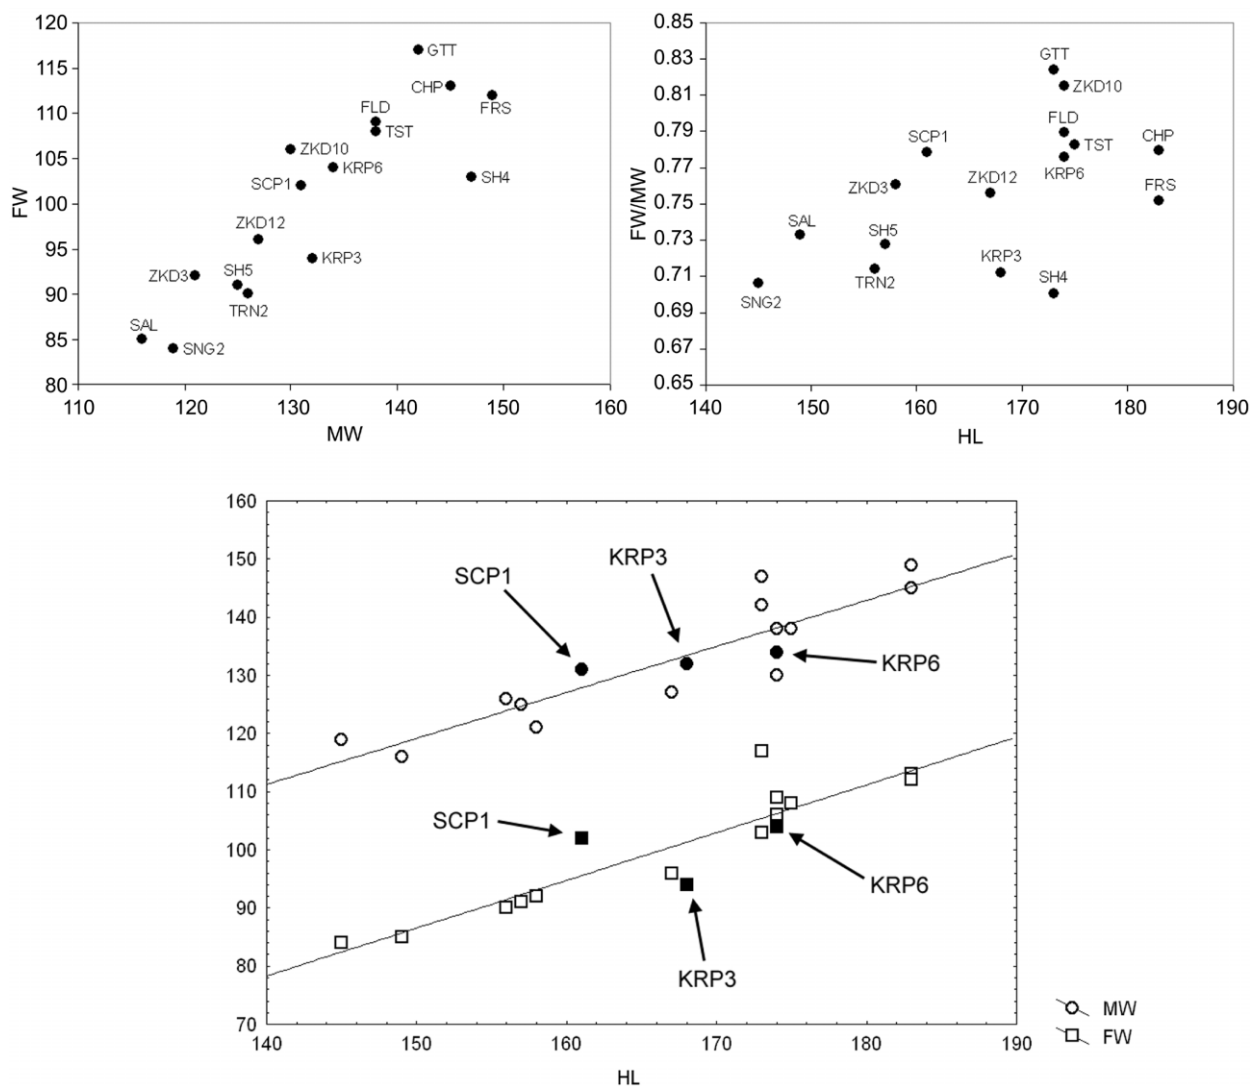 120
115
110
105
100
95
90
85
80
FW
110
120
130
140
150
160
MW
GTT
CHP
FRS
FLD
TST
ZKD10
KRP6
SCP1
SH4
ZKD12
KRP3
ZKD3
SH5
TRN2
SAL
SNG2
0.85
0.83
0.81
0.79
0.77
0.75
0.73
0.71
0.69
0.67
0.65
FW/MW
140
150
160
170
180
190
HL
GTT
ZKD10
FLD
TST
SCP1
CHP
KRP6
ZKD3
ZKD12
FRS
SAL
SH5
KRP3
TRN2
SH4
SNG2
160
150
140
130
120
110
100
90
80
70
140
150
160
170
180
190
HL
KRP3
SCP1
KRP6
SCP1
KRP6
KRP3
MW
FW